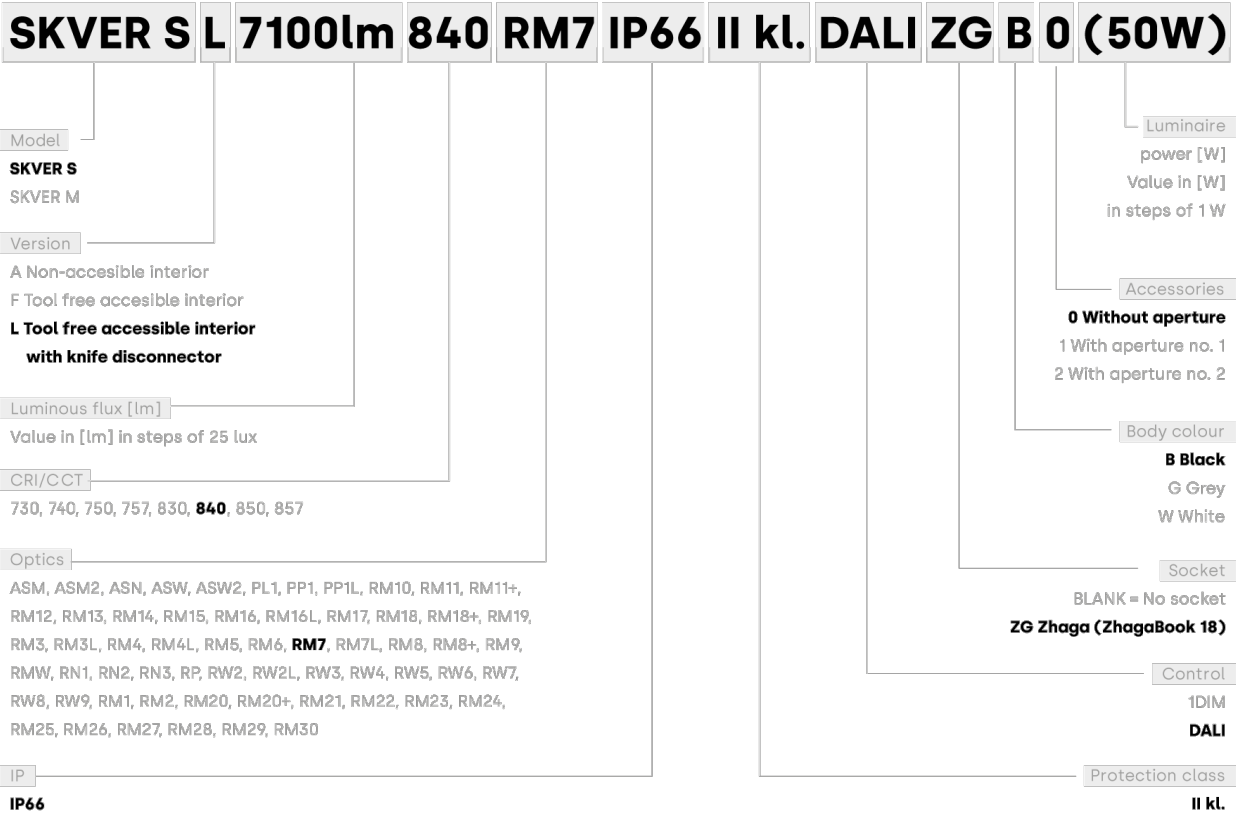 SKVER S L 7100lm 840 RM7 IP66 II kl. DALI ZG B 0 (50W)
Model
SKVER S
SKVER M
Version
A Non-accesible interior
F Tool free accesible interior
L Tool free accessible interior
with knife disconnector
Luminous flux [lm]
Value in [lm] in steps of 25 lux
CRI/CCT
730, 740, 750, 757, 830, 840, 850, 857
Optics
ASM, ASM2, ASN, ASW, ASW2, PL1, PP1, PP1L, RM10, RM11, RM11+,
RM12, RM13, RM14, RM15, RM16, RM16L, RM17, RM18, RM18+, RM19,
RM3, RM3L, RM4, RM4L, RM5, RM6, RM7, RM7L, RM8, RM8+, RM9,
RMW, RN1, RN2, RN3, RP, RW2, RW2L, RW3, RW4, RW5, RW6, RW7,
RW8, RW9, RM1, RM2, RM20, RM20+, RM21, RM22, RM23, RM24,
RM25, RM26, RM27, RM28, RM29, RM30
IP
IP66
Luminaire
power [W]
Value in [W]
in steps of 1 W
Accessories
0 Without aperture
1 With aperture no. 1
2 With aperture no. 2
Body colour
B Black
G Grey
W White
Socket
BLANK = No socket
ZG Zhaga (ZhagaBook 18)
Control
1DIM
DALI
Protection class
II kl.